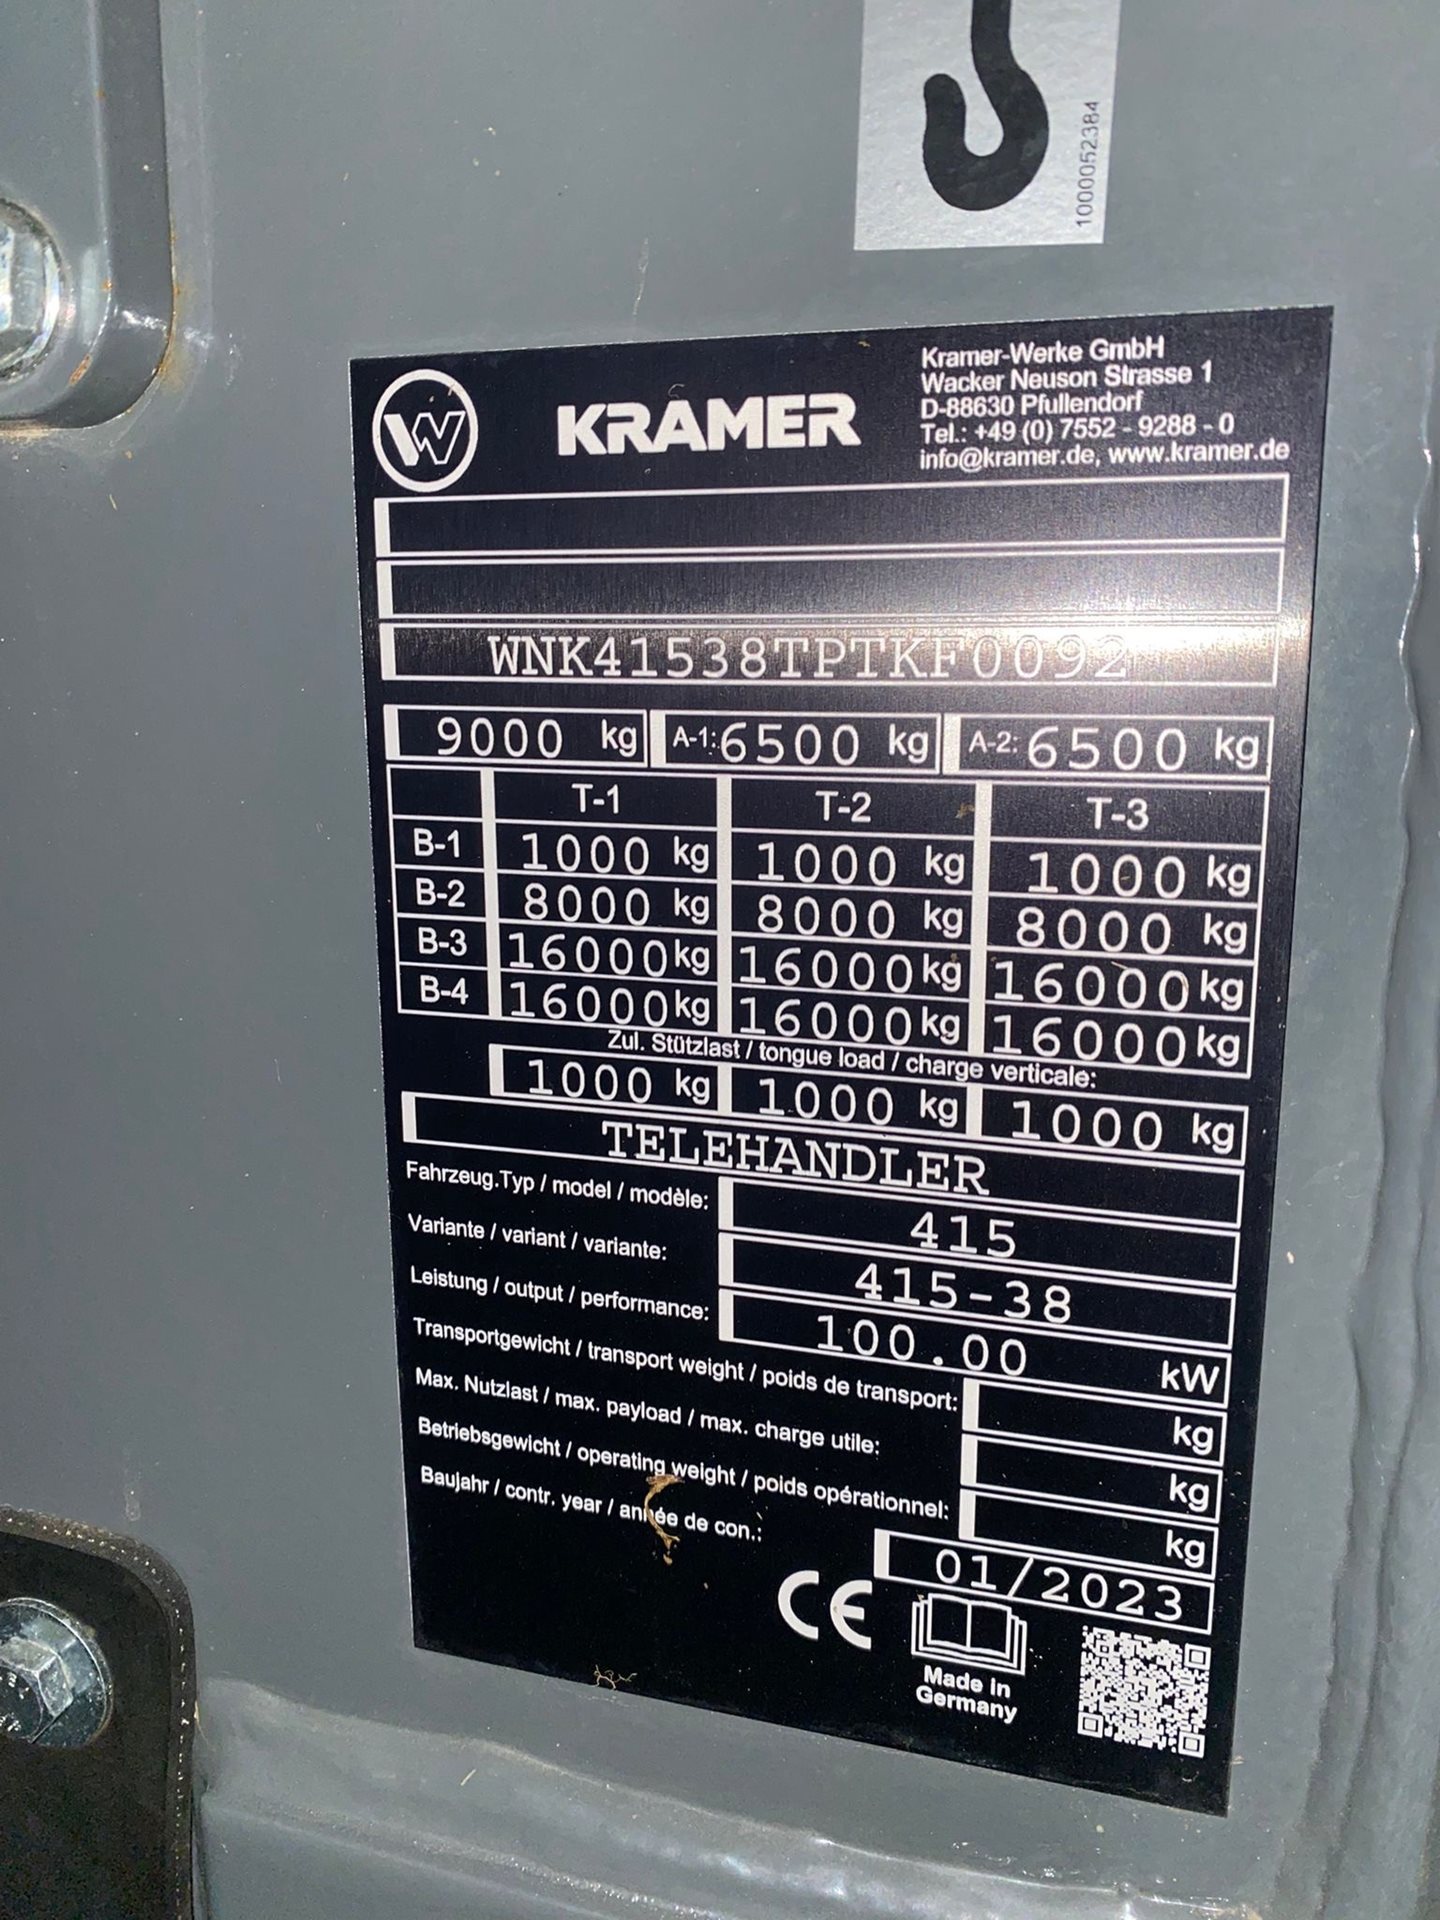 1000052384
W
KRAMER
Kramer-Werke GmbH
Wacker Neuson Strasse 1
D-88630 Pfullendorf
Tel.: +49 (0) 7552 - 9288 - 0
info@kramer.de, www.kramer.de
WNK41538TPTKF0092
9000 kg A-1: 6500 kg A-2: 6500 kg
T-1 T-2 T-3
B-1 1000 kg 1000 kg 1000 kg
B-2 8000 kg 8000 kg 8000 kg
B-3 16000 kg 16000 kg 16000 kg
B-4 16000 kg 16000 kg 16000 kg
Zul. Stützlast / tongue load / charge verticale:
1000 kg 1000 kg 1000 kg
TELEHANDLER
Fahrzeug.Typ / model / modèle: 415
Variante / variant / variante: 415-38
Leistung / output / performance: 100.00 kW
Transportgewicht / transport weight / poids de transport: kg
Max. Nutzlast / max. payload / max. charge utile: kg
Betriebsgewicht / operating weight / poids opérationnel: kg
Baujahr / contr. year / année de con.: 01/2023
CE
Made in
Germany